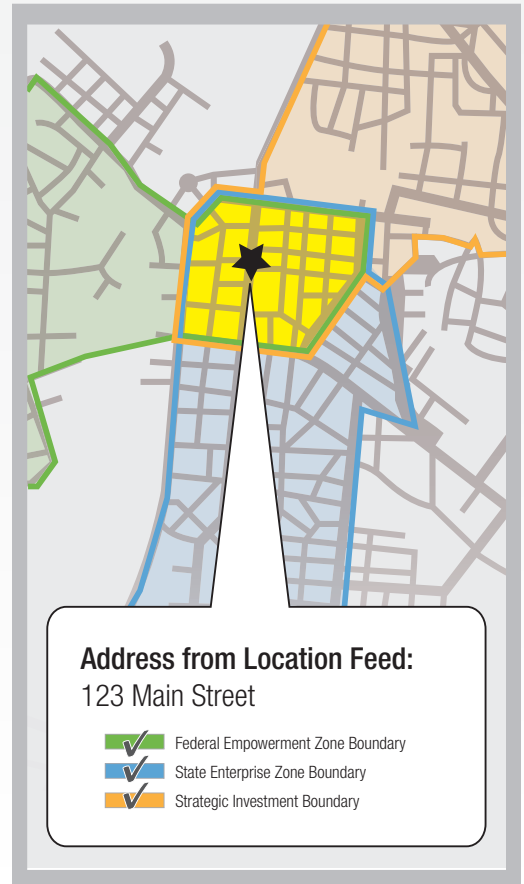 Address from Location Feed:
123 Main Street
Federal Empowerment Zone Boundary
State Enterprise Zone Boundary
Strategic Investment Boundary